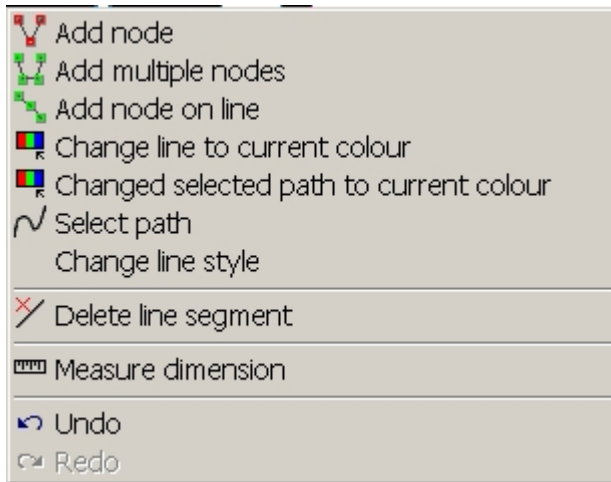 Add node
Add multiple nodes
Add node on line
Change line to current colour
Changed selected path to current colour
Select path
Change line style
Delete line segment
Measure dimension
Undo
Redo